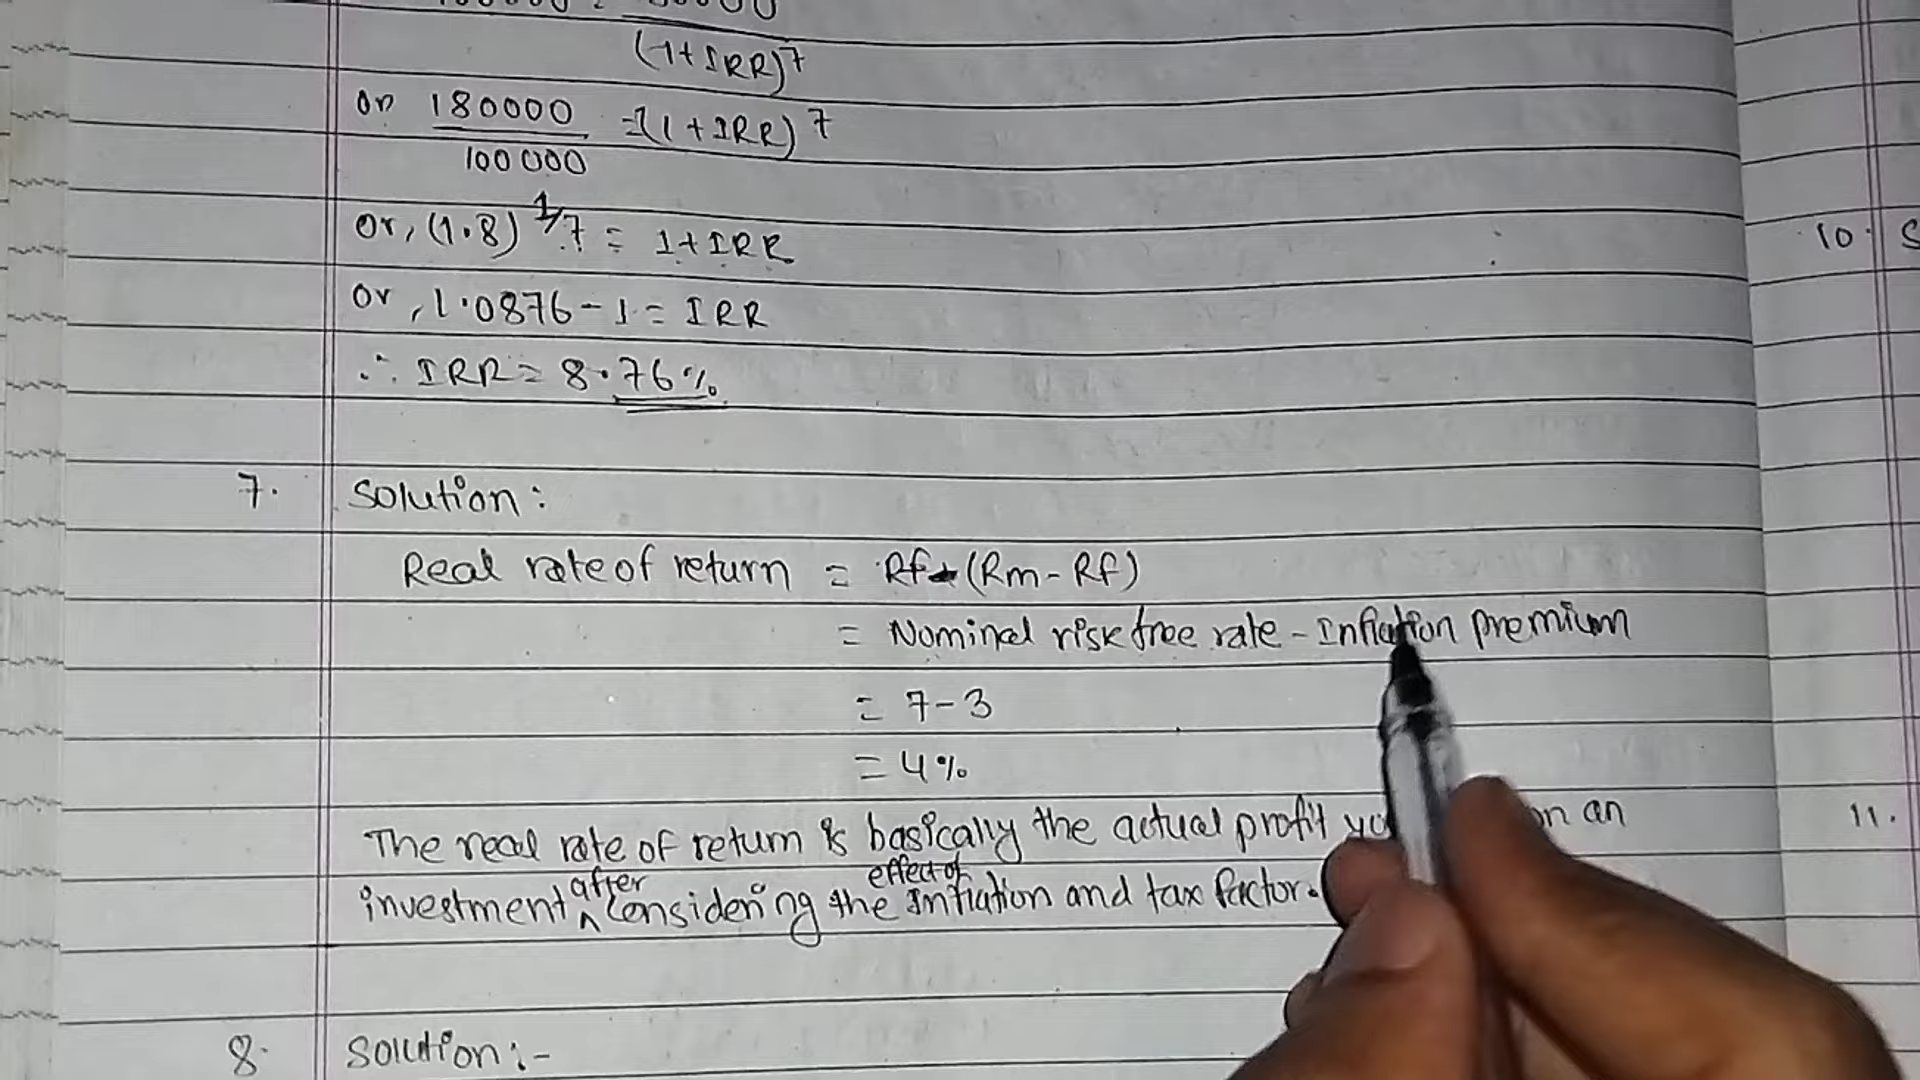 (1+IRR)7
or 180000 =(1+IRR)7
100000
or, (1.8) 1/7 = 1+IRR
or, 1.0876-1= IRR
∴ IRR= 8.76%
7. Solution:
Real rate of return = Rf-(Rm-Rf)
= Nominal risk free rate - Inflation premium
= 7-3
= 4%
The real rate of return is basically the actual profit on an
investment after considering the effect of Inflation and tax factor.
8. Solution:-
10.
11.